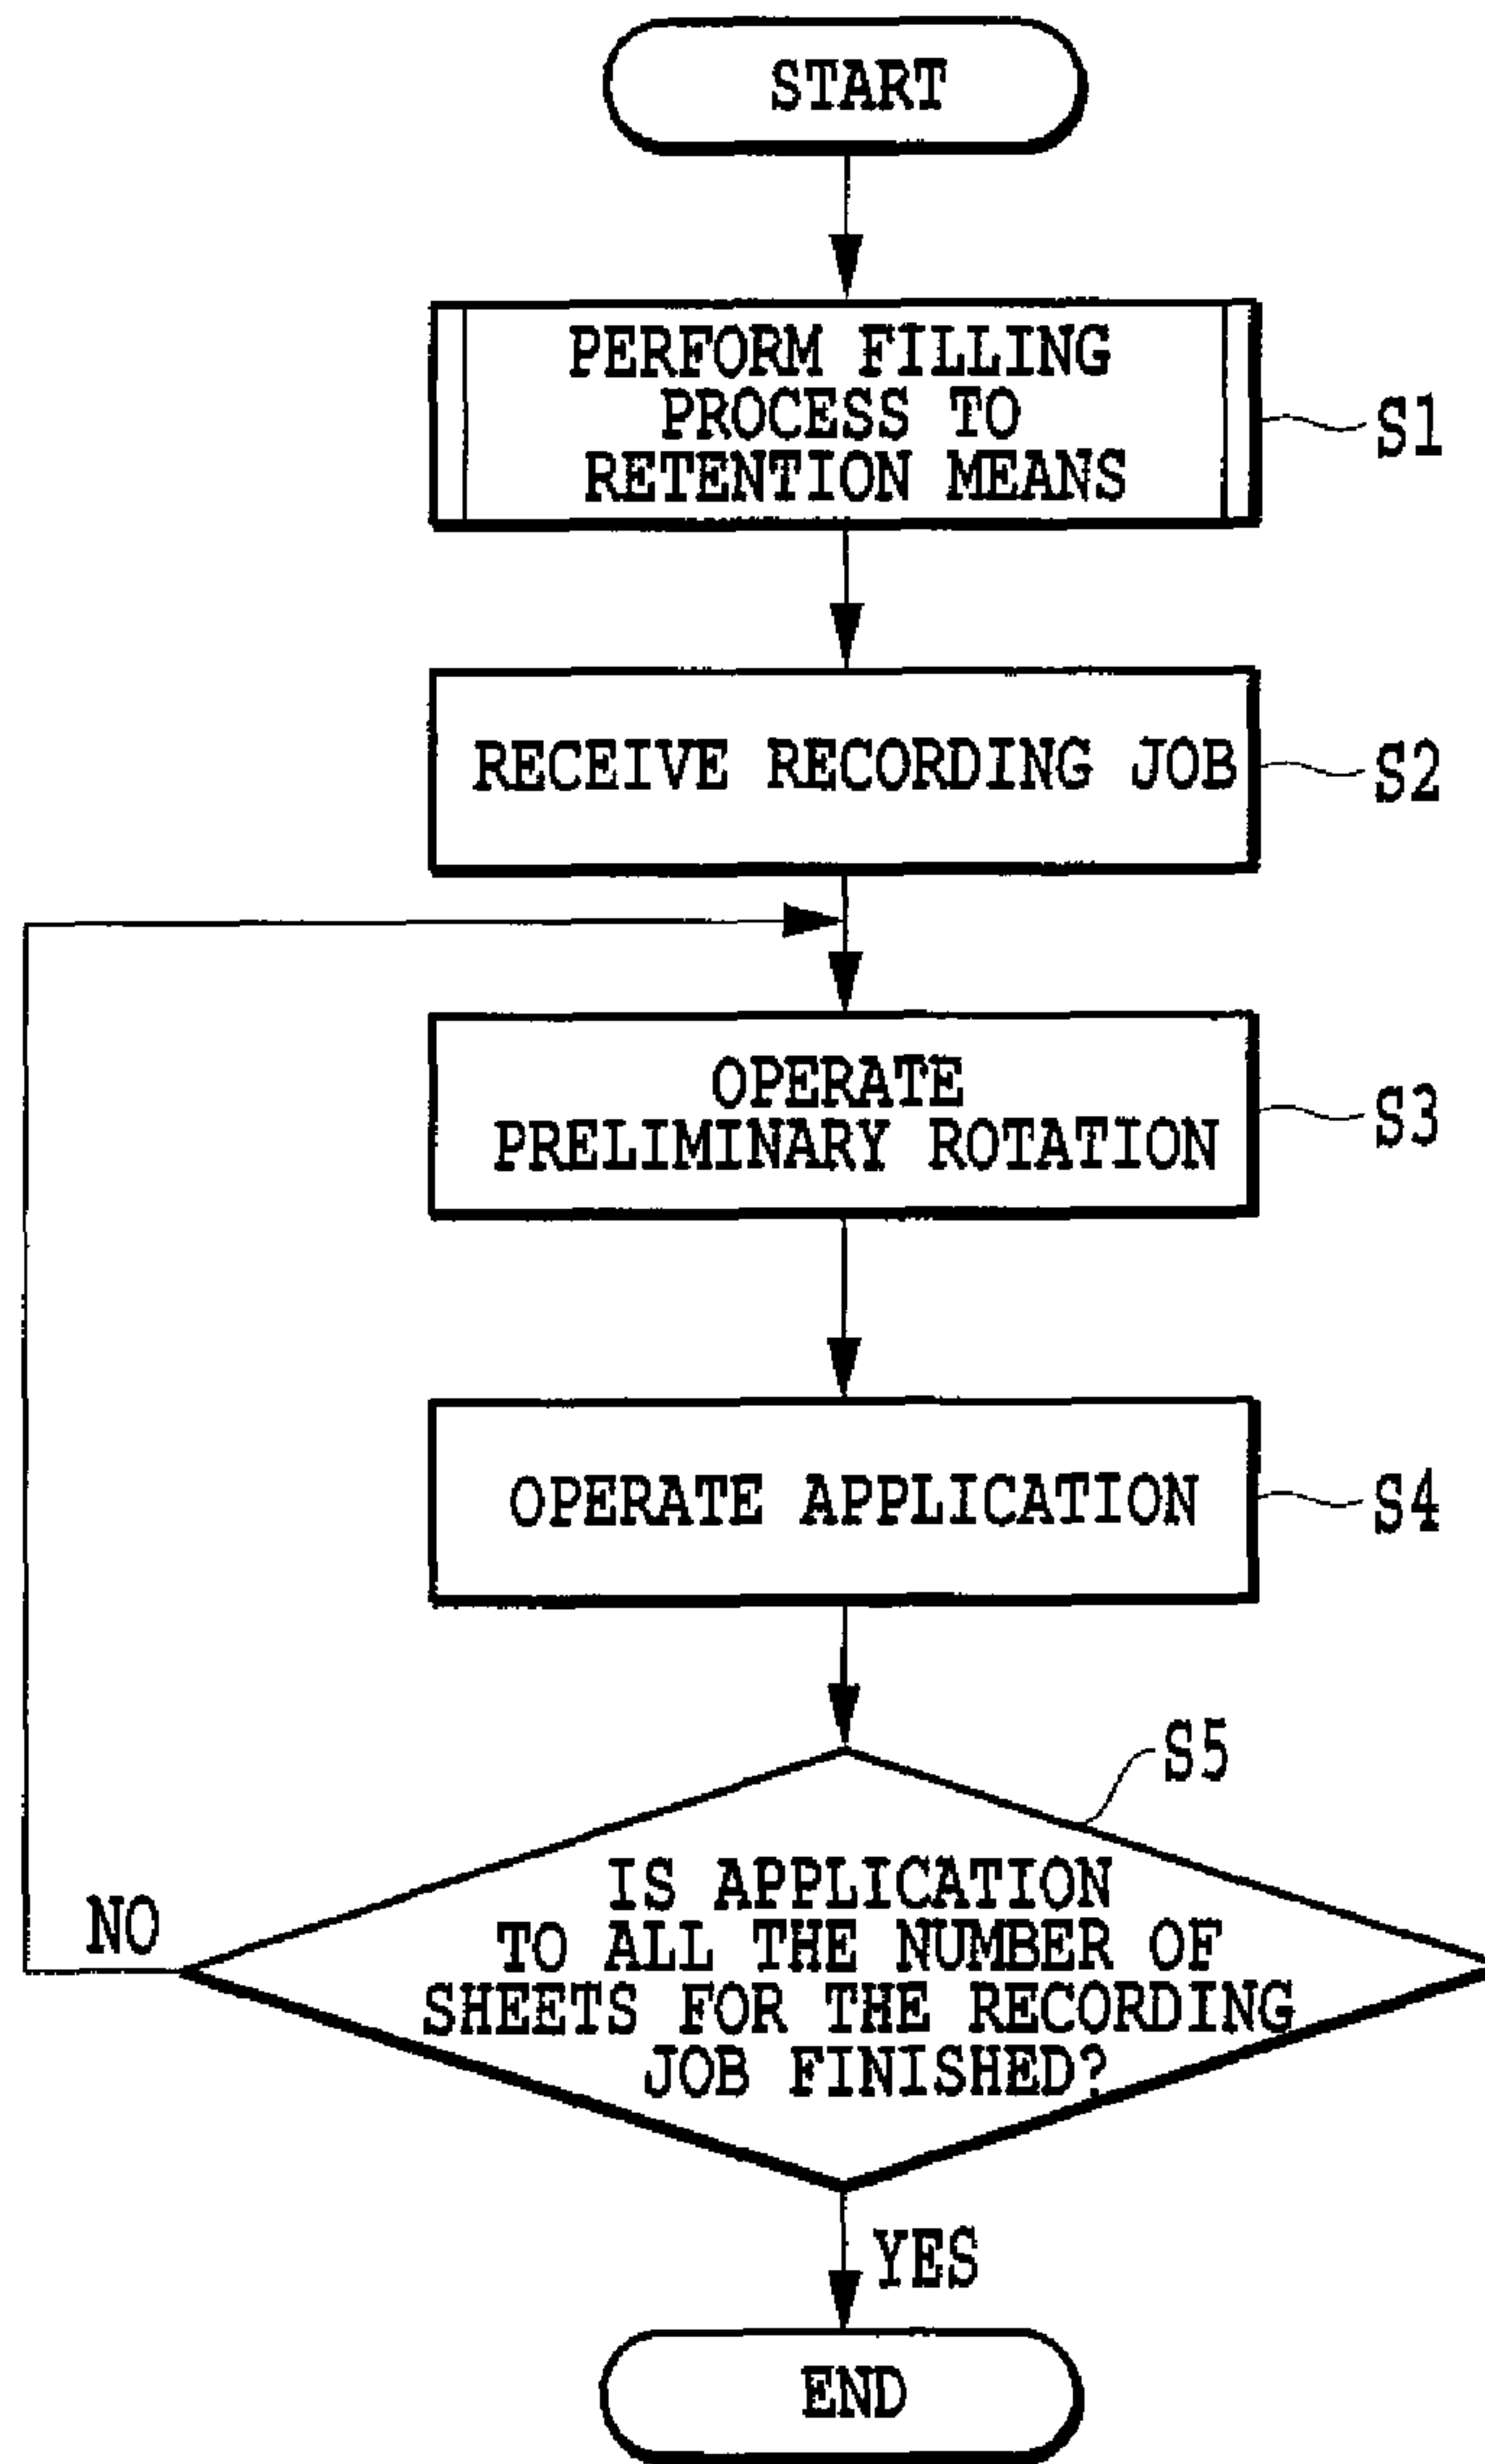 START
PERFORM FILLING
PROCESS TO
RETENTION MEANS
S1
RECEIVE RECORDING JOB
S2
OPERATE
PRELIMINARY ROTATION
S3
OPERATE APPLICATION
S4
S5
IS APPLICATION
TO ALL THE NUMBER OF
SHEETS FOR THE RECORDING
JOB FINISHED?
NO
YES
END